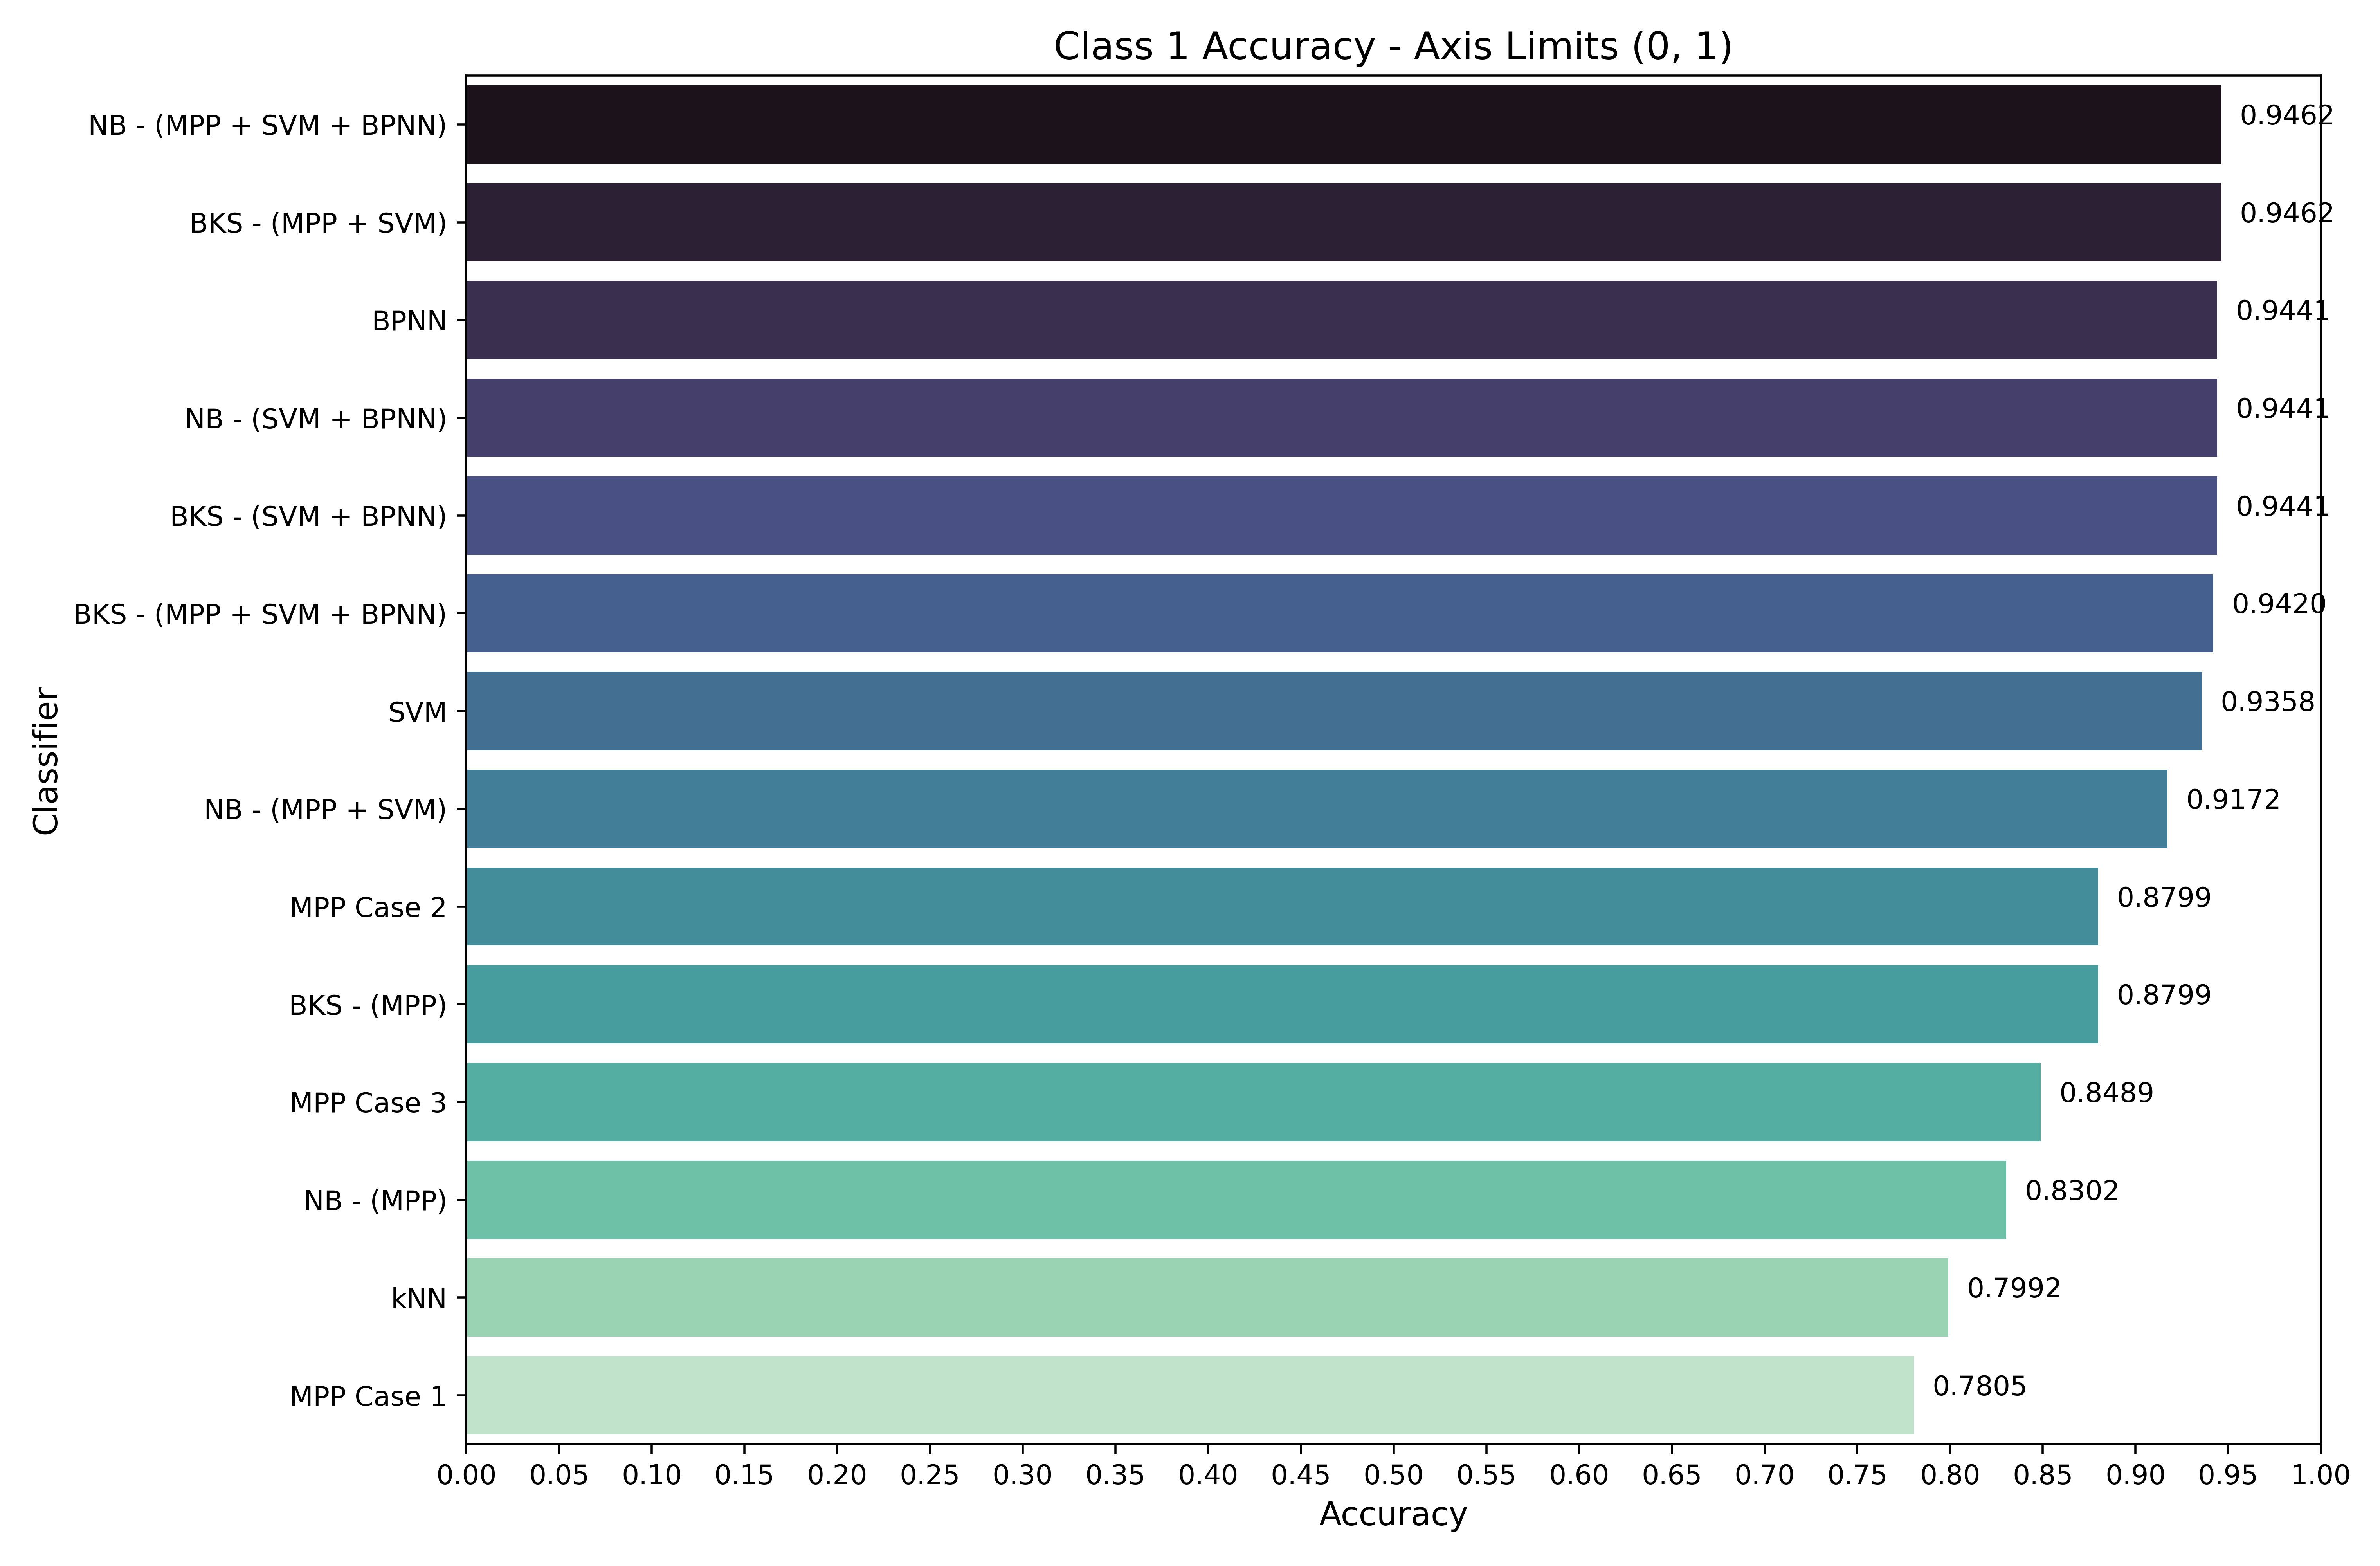 Class 1 Accuracy - Axis Limits (0, 1)
NB - (MPP + SVM + BPNN) 0.9462
BKS - (MPP + SVM) 0.9462
BPNN 0.9441
NB - (SVM + BPNN) 0.9441
BKS - (SVM + BPNN) 0.9441
BKS - (MPP + SVM + BPNN) 0.9420
SVM 0.9358
NB - (MPP + SVM) 0.9172
MPP Case 2 0.8799
BKS - (MPP) 0.8799
MPP Case 3 0.8489
NB - (MPP) 0.8302
kNN 0.7992
MPP Case 1 0.7805
Classifier
0.00 0.05 0.10 0.15 0.20 0.25 0.30 0.35 0.40 0.45 0.50 0.55 0.60 0.65 0.70 0.75 0.80 0.85 0.90 0.95 1.00
Accuracy